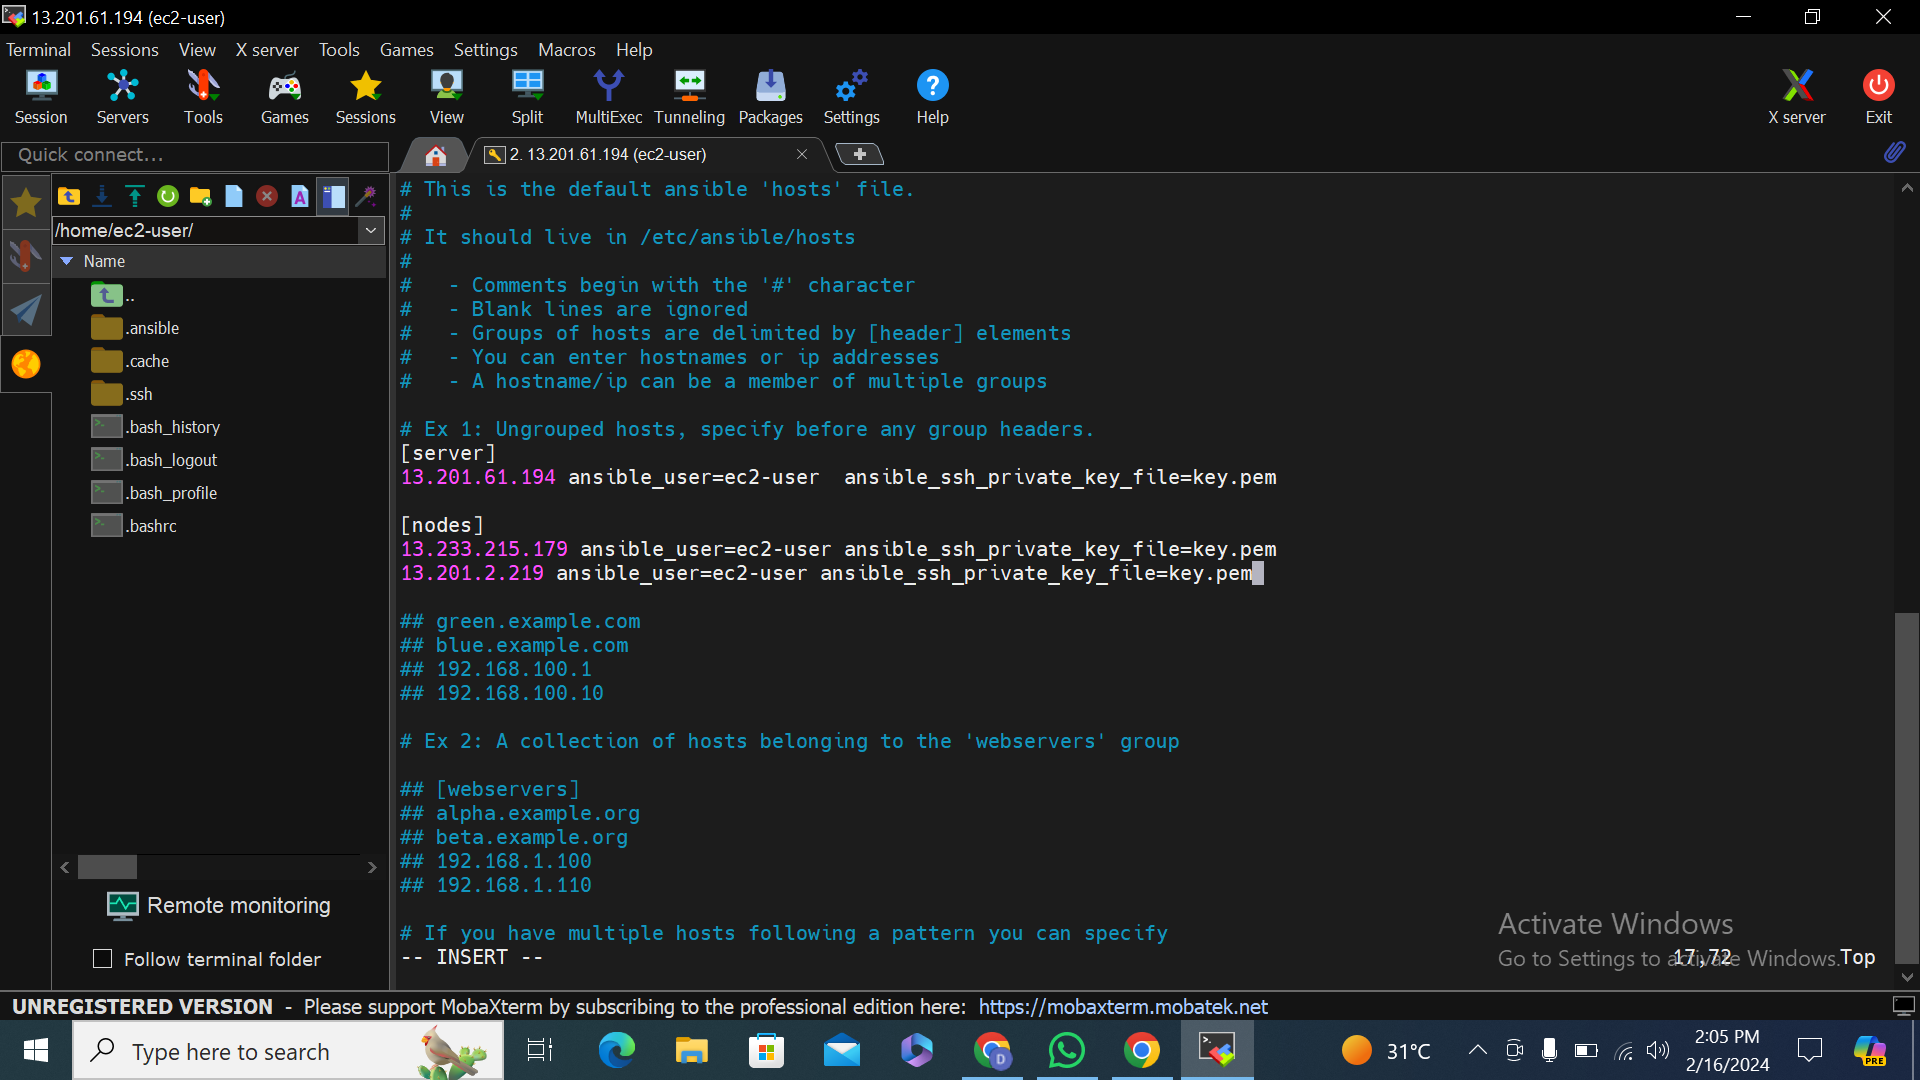 13.201.61.194 (ec2-user)
Terminal Sessions View X server Tools Games Settings Macros Help
Session Servers Tools Games Sessions View Split MultiExec Tunneling Packages Settings Help X server Exit
Quick connect...
2. 13.201.61.194 (ec2-user)
/home/ec2-user/
Name
..
.ansible
.cache
.ssh
.bash_history
.bash_logout
.bash_profile
.bashrc
Remote monitoring
Follow terminal folder
# This is the default ansible 'hosts' file.
#
# It should live in /etc/ansible/hosts
#
#   - Comments begin with the '#' character
#   - Blank lines are ignored
#   - Groups of hosts are delimited by [header] elements
#   - You can enter hostnames or ip addresses
#   - A hostname/ip can be a member of multiple groups
# Ex 1: Ungrouped hosts, specify before any group headers.
[server]
13.201.61.194 ansible_user=ec2-user  ansible_ssh_private_key_file=key.pem
[nodes]
13.233.215.179 ansible_user=ec2-user ansible_ssh_private_key_file=key.pem
13.201.2.219 ansible_user=ec2-user ansible_ssh_private_key_file=key.pem
## green.example.com
## blue.example.com
## 192.168.100.1
## 192.168.100.10
# Ex 2: A collection of hosts belonging to the 'webservers' group
## [webservers]
## alpha.example.org
## beta.example.org
## 192.168.1.100
## 192.168.1.110
# If you have multiple hosts following a pattern you can specify
-- INSERT --
17,72
Top
Activate Windows
Go to Settings to activate Windows.
UNREGISTERED VERSION - Please support MobaXterm by subscribing to the professional edition here: https://mobaxterm.mobatek.net
Type here to search
D
31°C
2:05 PM
2/16/2024
PRE